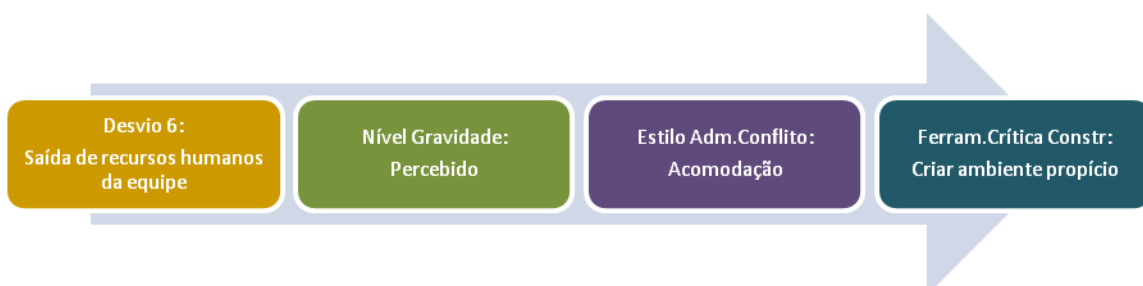 Desvio 6:
Saída de recursos humanos
da equipe
Nível Gravidade:
Percebido
Estilo Adm.Conflito:
Acomodação
Ferram.Crítica Constr:
Criar ambiente propício